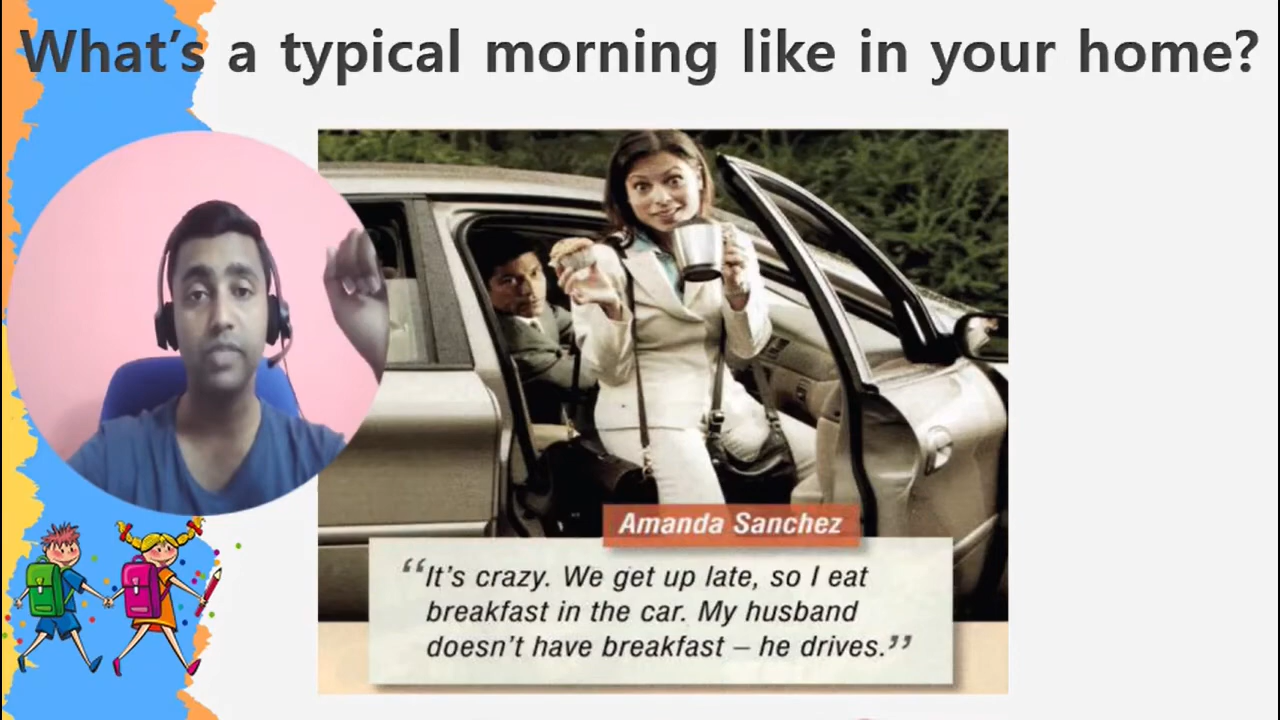 What's a typical morning like in your home?
Amanda Sanchez
“It's crazy. We get up late, so I eat
breakfast in the car. My husband
doesn't have breakfast – he drives.”